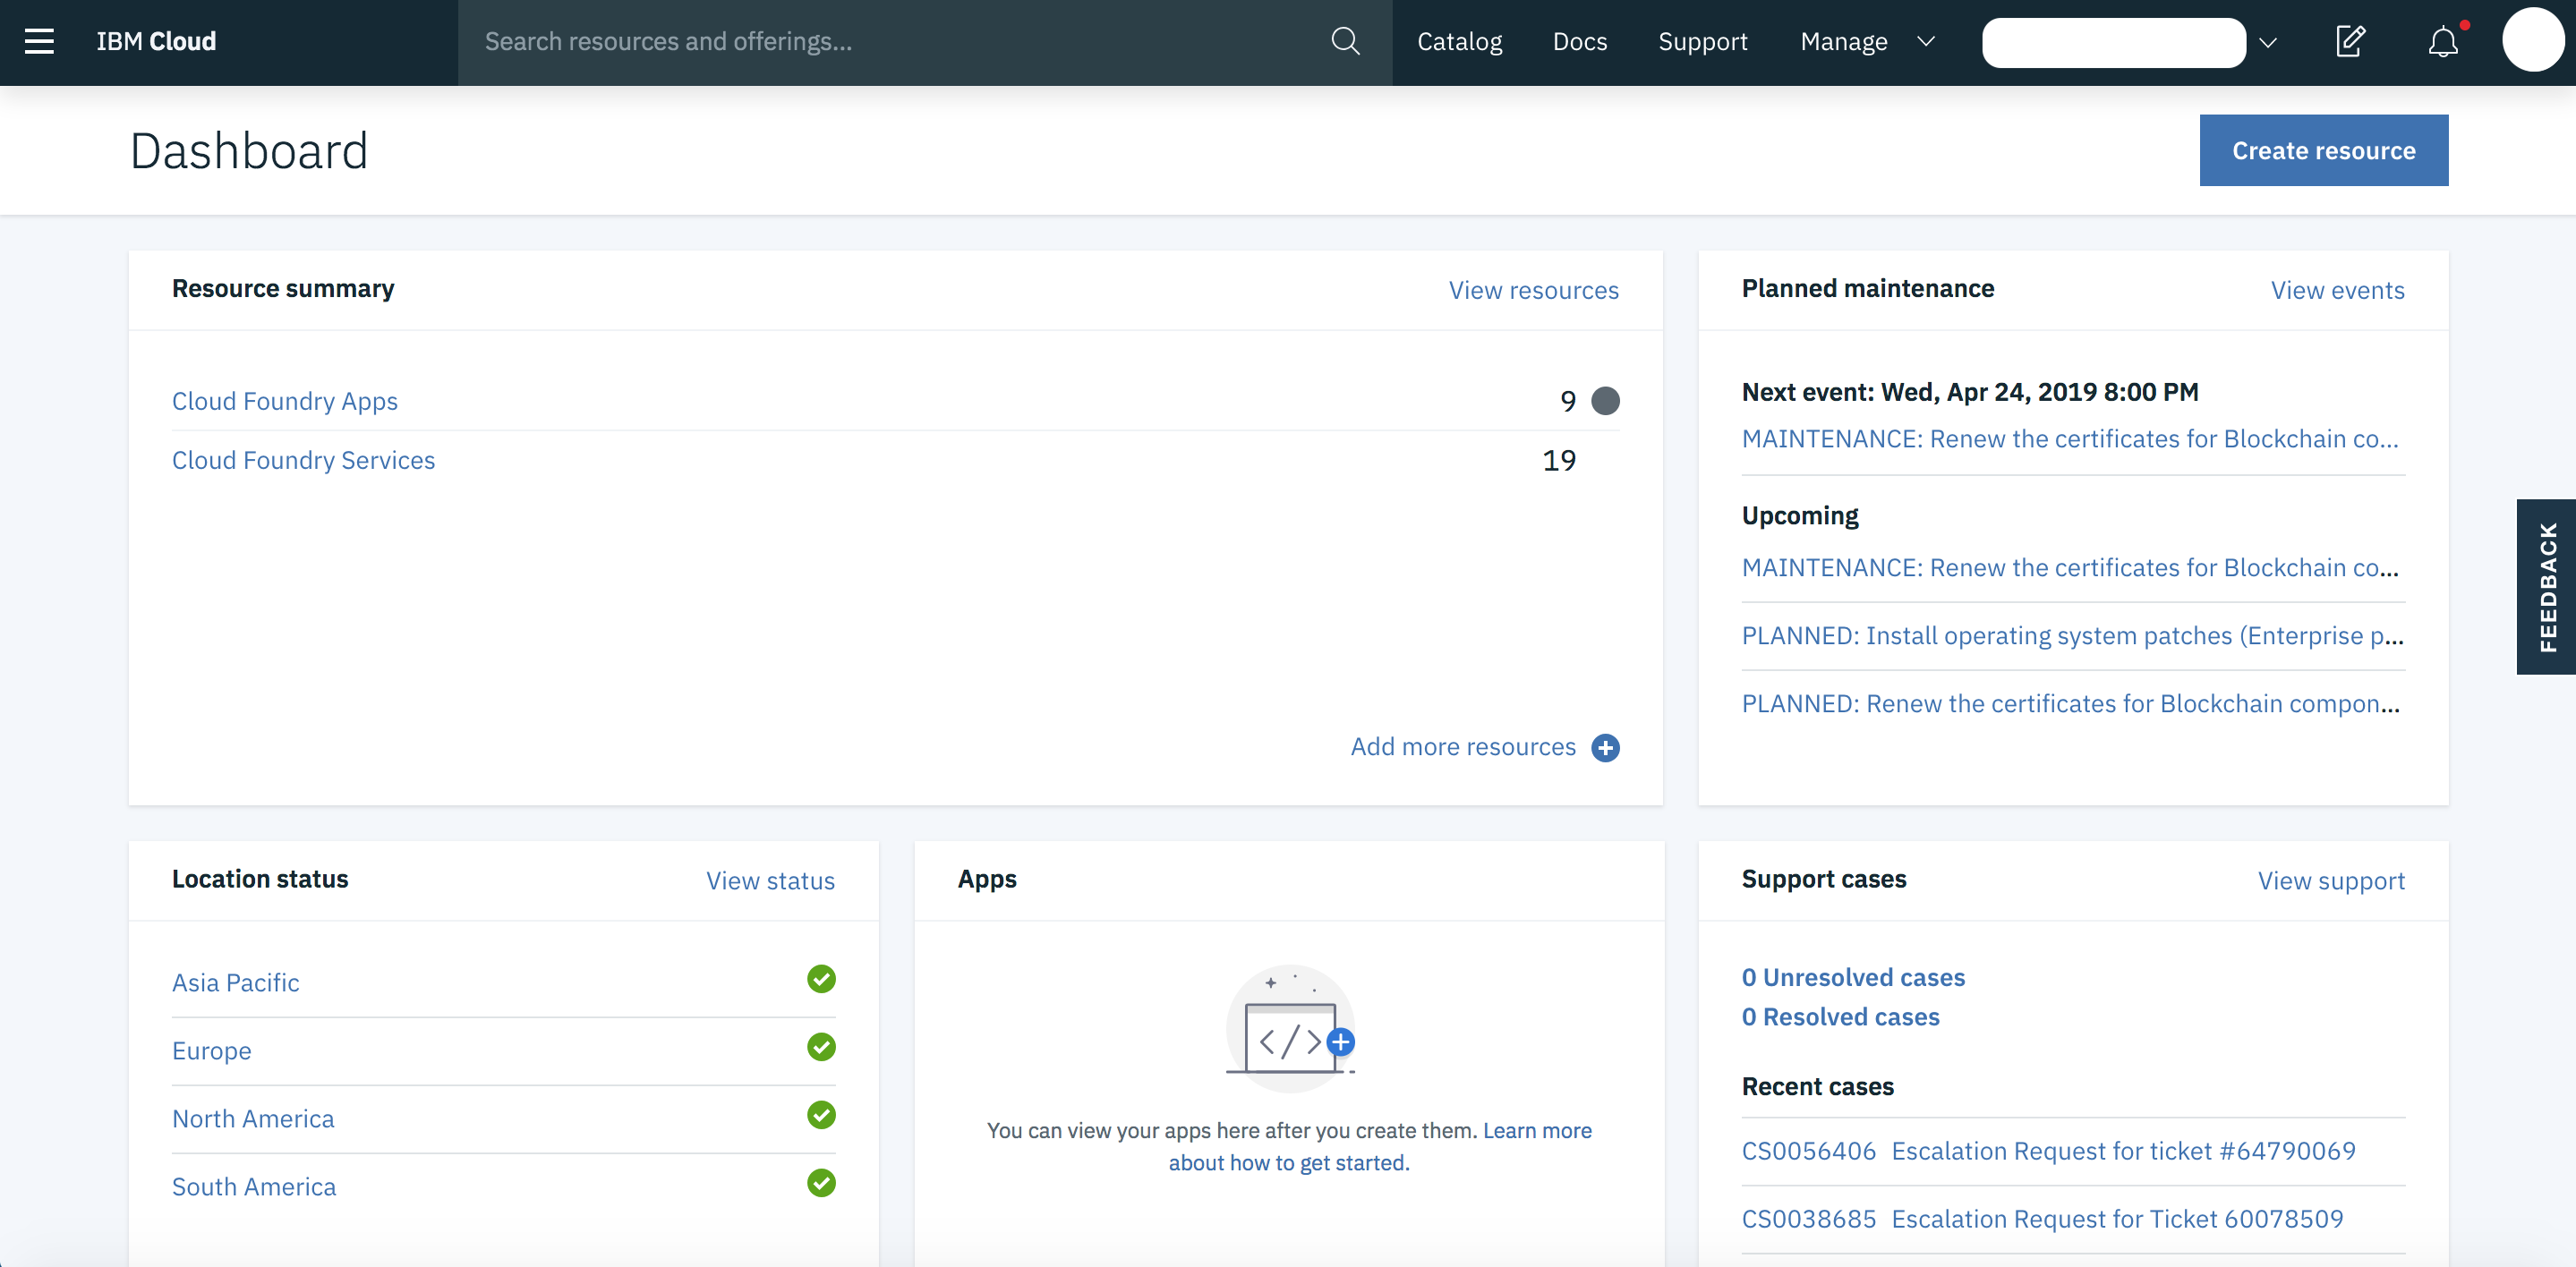 IBM Cloud
Search resources and offerings...
Catalog
Docs
Support
Manage
Dashboard
Create resource
Resource summary
View resources
Cloud Foundry Apps
9
Cloud Foundry Services
19
Add more resources
Planned maintenance
View events
Next event: Wed, Apr 24, 2019 8:00 PM
MAINTENANCE: Renew the certificates for Blockchain co...
Upcoming
MAINTENANCE: Renew the certificates for Blockchain co...
PLANNED: Install operating system patches (Enterprise p...
PLANNED: Renew the certificates for Blockchain compon...
FEEDBACK
Location status
View status
Asia Pacific
Europe
North America
South America
Apps
</>
You can view your apps here after you create them. Learn more
about how to get started.
Support cases
View support
0 Unresolved cases
0 Resolved cases
Recent cases
CS0056406 Escalation Request for ticket #64790069
CS0038685 Escalation Request for Ticket 60078509